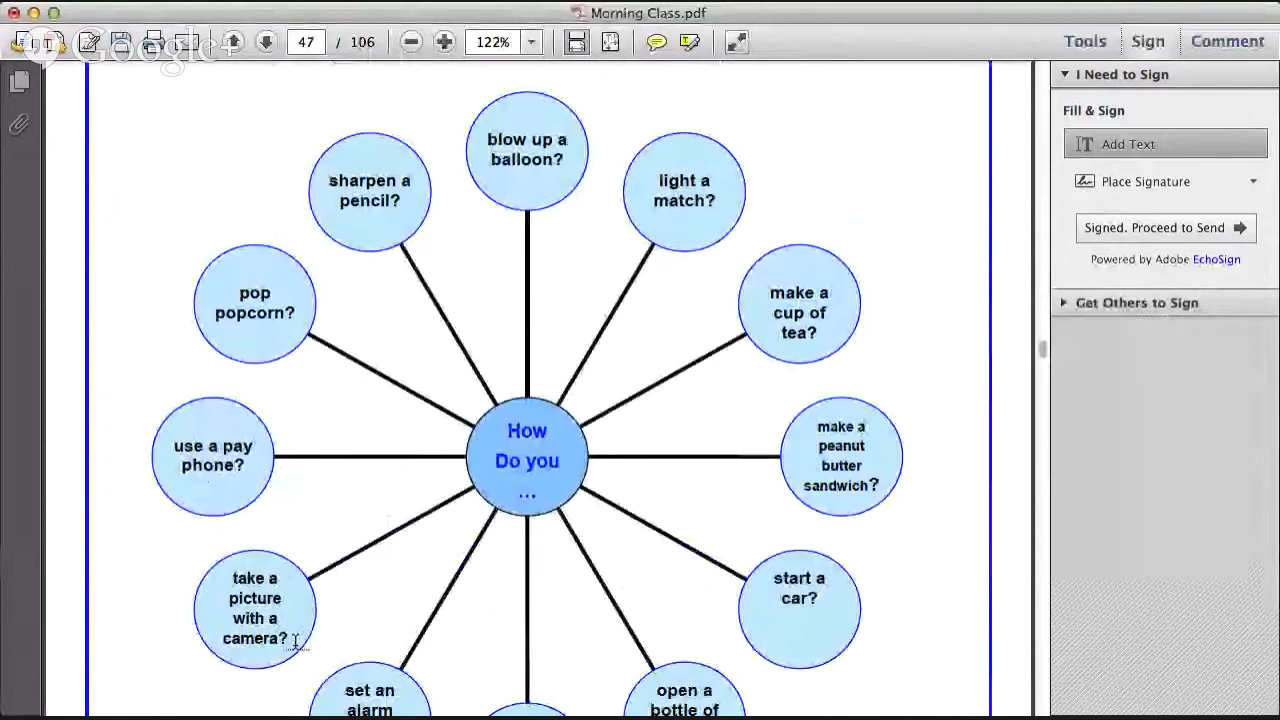 Morning Class.pdf
Google+
47 / 106
122%
Tools
Sign
Comment
I Need to Sign
Fill & Sign
Add Text
Place Signature
Signed. Proceed to Send
Powered by Adobe EchoSign
Get Others to Sign
blow up a
balloon?
sharpen a
pencil?
light a
match?
pop
popcorn?
make a
cup of
tea?
How
Do you
...
use a pay
phone?
make a
peanut
butter
sandwich?
take a
picture
with a
camera?
start a
car?
set an
alarm
open a
bottle of